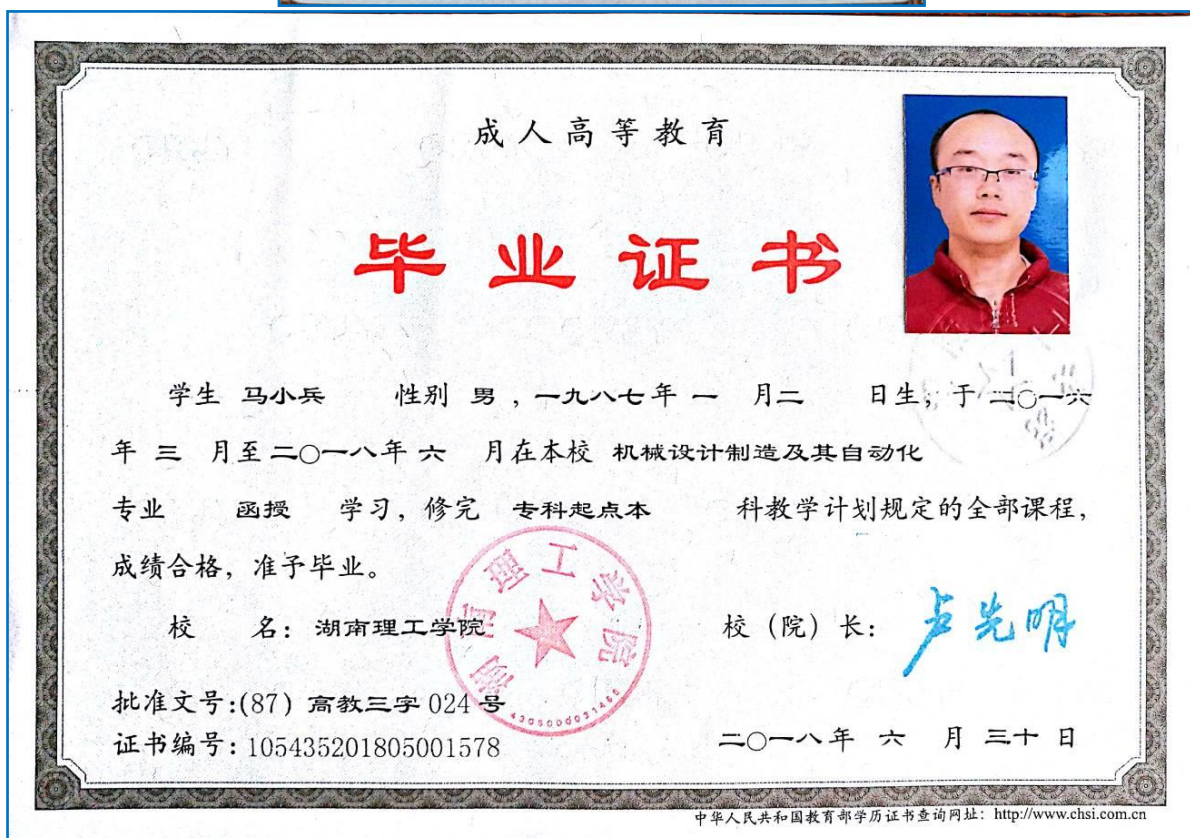 成人高等教育
毕业证书
学生 马小兵 性别 男，一九八七年 一 月二 日生，于 二〇一六
年 三 月至 二〇一八年 六 月在本校 机械设计制造及其自动化
专业 函授 学习，修完 专科起点本 科教学计划规定的全部课程，
成绩合格，准予毕业。
湖南理工学院
校 名：湖南理工学院 校（院）长：卢先明
批准文号:(87) 高教三字 024 号
证书编号：105435201805001578 二〇一八年 六 月 三十 日
中华人民共和国教育部学历证书查询网址：http://www.chsi.com.cn